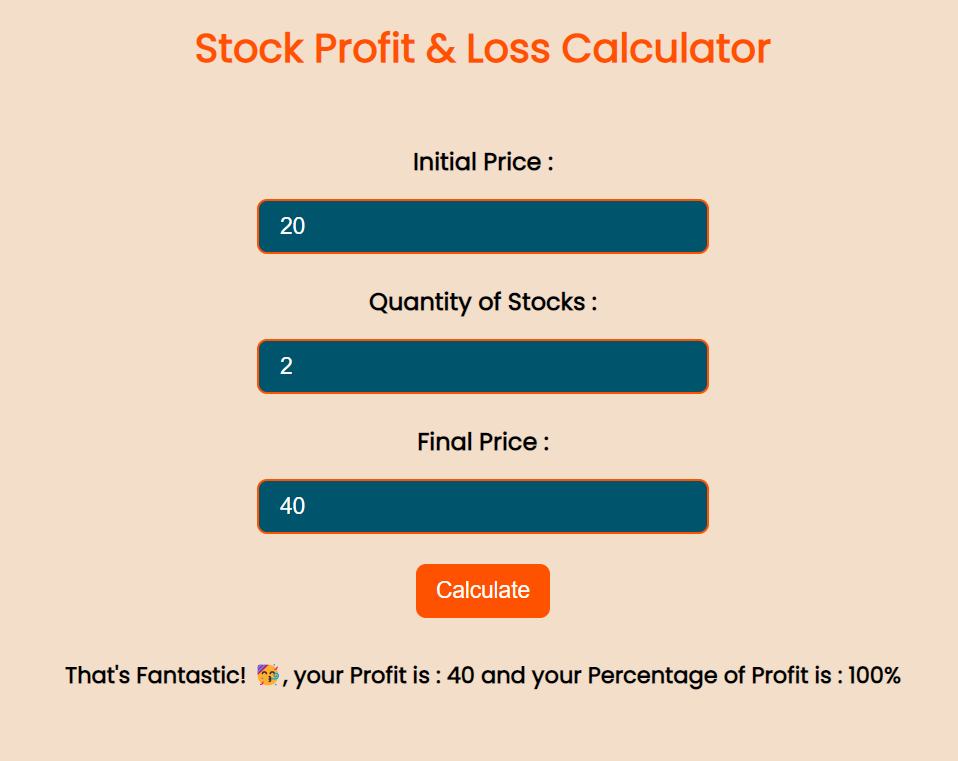 Stock Profit & Loss Calculator
Initial Price :
20
Quantity of Stocks :
2
Final Price :
40
Calculate
That's Fantastic! 🥳, your Profit is : 40 and your Percentage of Profit is : 100%